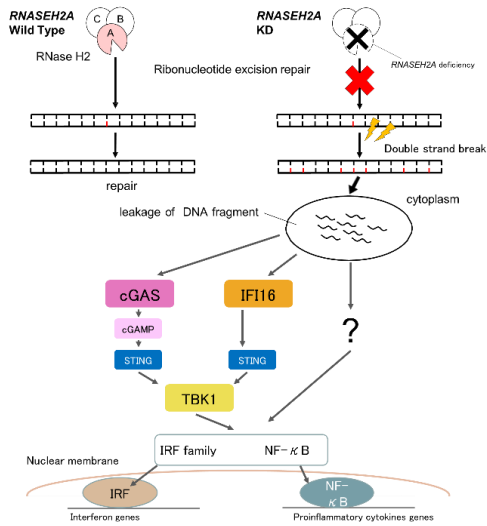 RNASEH2A
Wild Type
C
B
A
RNase H2
RNASEH2A
KD
RNASEH2A deficiency
Ribonucleotide excision repair
Double strand break
repair
cytoplasm
leakage of DNA fragment
cGAS
IFI16
cGAMP
?
STING
STING
TBK1
IRF family
NF-κB
Nuclear membrane
IRF
NF-
κB
Interferon genes
Proinflammatory cytokines genes